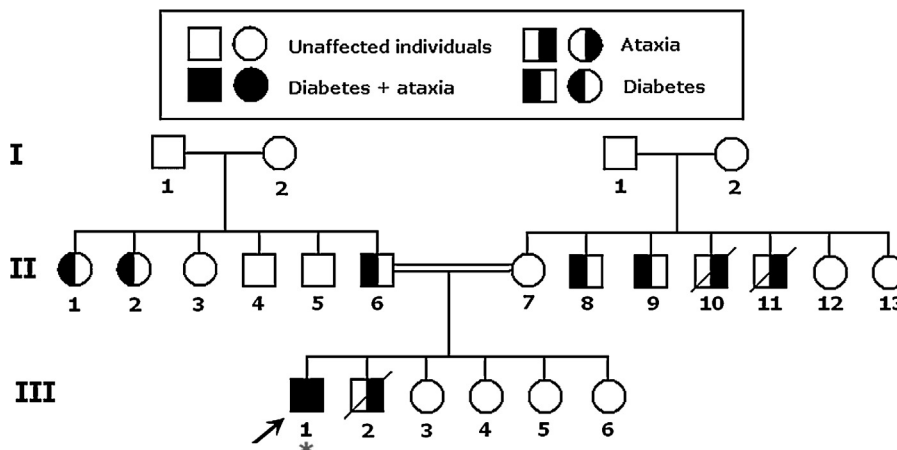 Unaffected individuals Ataxia
Diabetes + ataxia Diabetes
I
1 2 1 2
II
1 2 3 4 5 6 7 8 9 10 11 12 13
III
1 2 3 4 5 6
*